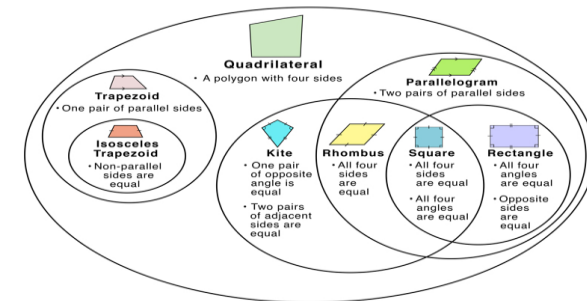 Quadrilateral
• A polygon with four sides
Trapezoid
• One pair of parallel sides
Isosceles
Trapezoid
• Non-parallel
sides are
equal
Parallelogram
• Two pairs of parallel sides
Kite
• One pair
of opposite
angle is
equal
• Two pairs
of adjacent
sides are
equal
Rhombus
• All four
sides
are
equal
Square
• All four
sides
are equal
• All four
angles
are equal
Rectangle
• All four
angles
are equal
• Opposite
sides
are
equal